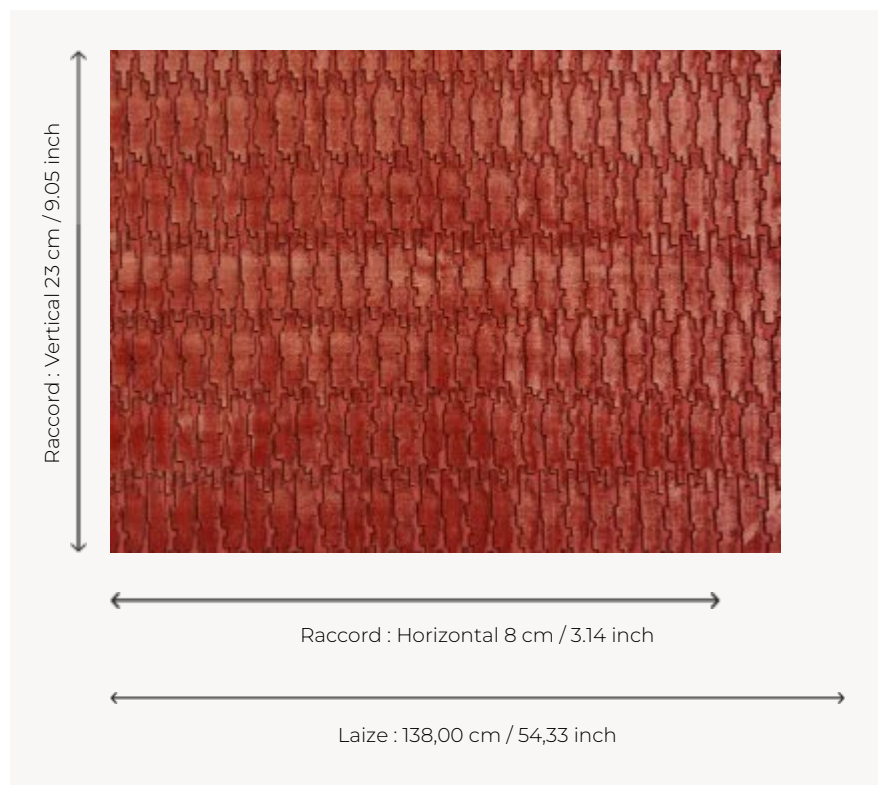 Raccord : Vertical 23 cm / 9.05 inch
Raccord : Horizontal 8 cm / 3.14 inch
Laize : 138,00 cm / 54,33 inch